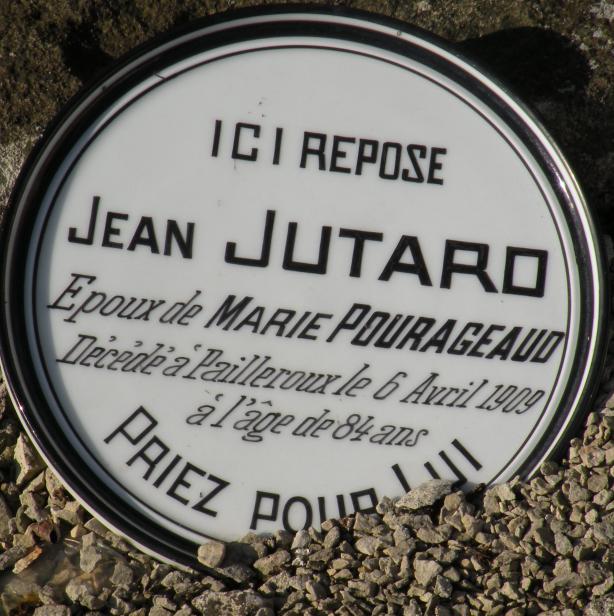 ICI REPOSE
JEAN JUTARD
Epoux de MARIE POURAGEAUD
Décédé à Pailleroux le 6 Avril 1909
à l'âge de 84 ans
PRIEZ POUR LUI